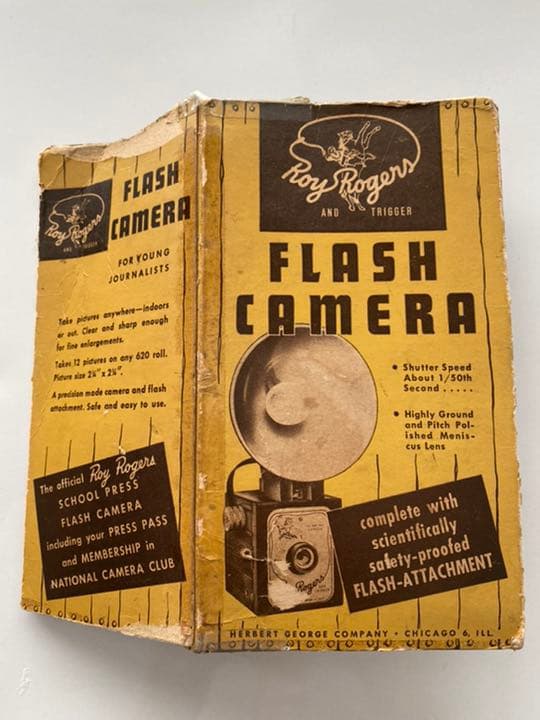 Roy Rogers
AND TRIGGER
FLASH
CAMERA
FOR YOUNG
JOURNALISTS
Take pictures anywhere—indoors
or out. Clear and sharp enough
for fine enlargements.
Takes 12 pictures on any 620 roll.
Picture size 2¼" x 2¼".
A precision made camera and flash
attachment. Safe and easy to use.
The official Roy Rogers
SCHOOL PRESS
FLASH CAMERA
including your PRESS PASS
and MEMBERSHIP in
NATIONAL CAMERA CLUB
Roy Rogers
AND TRIGGER
FLASH
CAMERA
• Shutter Speed
About 1/50th
Second .....
• Highly Ground
and Pitch Pol-
ished Menis-
cus Lens
Rogers
complete with
scientifically
safety-proofed
FLASH-ATTACHMENT
HERBERT GEORGE COMPANY • CHICAGO 6, ILL.